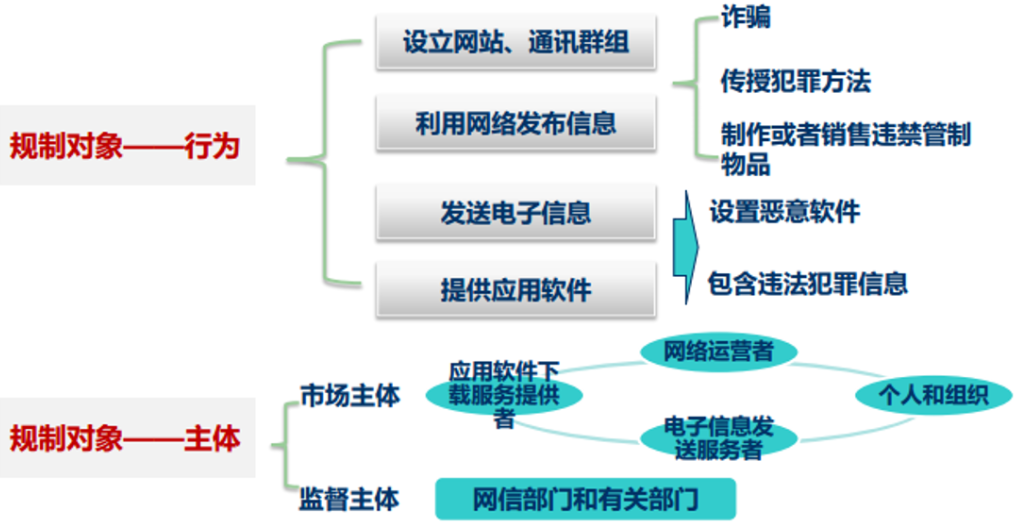 规制对象——行为
设立网站、通讯群组
利用网络发布信息
发送电子信息
提供应用软件
诈骗
传授犯罪方法
制作或者销售违禁管制
物品
设置恶意软件
包含违法犯罪信息
规制对象——主体
市场主体
应用软件下
载服务提供
者
网络运营者
个人和组织
电子信息发
送服务者
监督主体
网信部门和有关部门